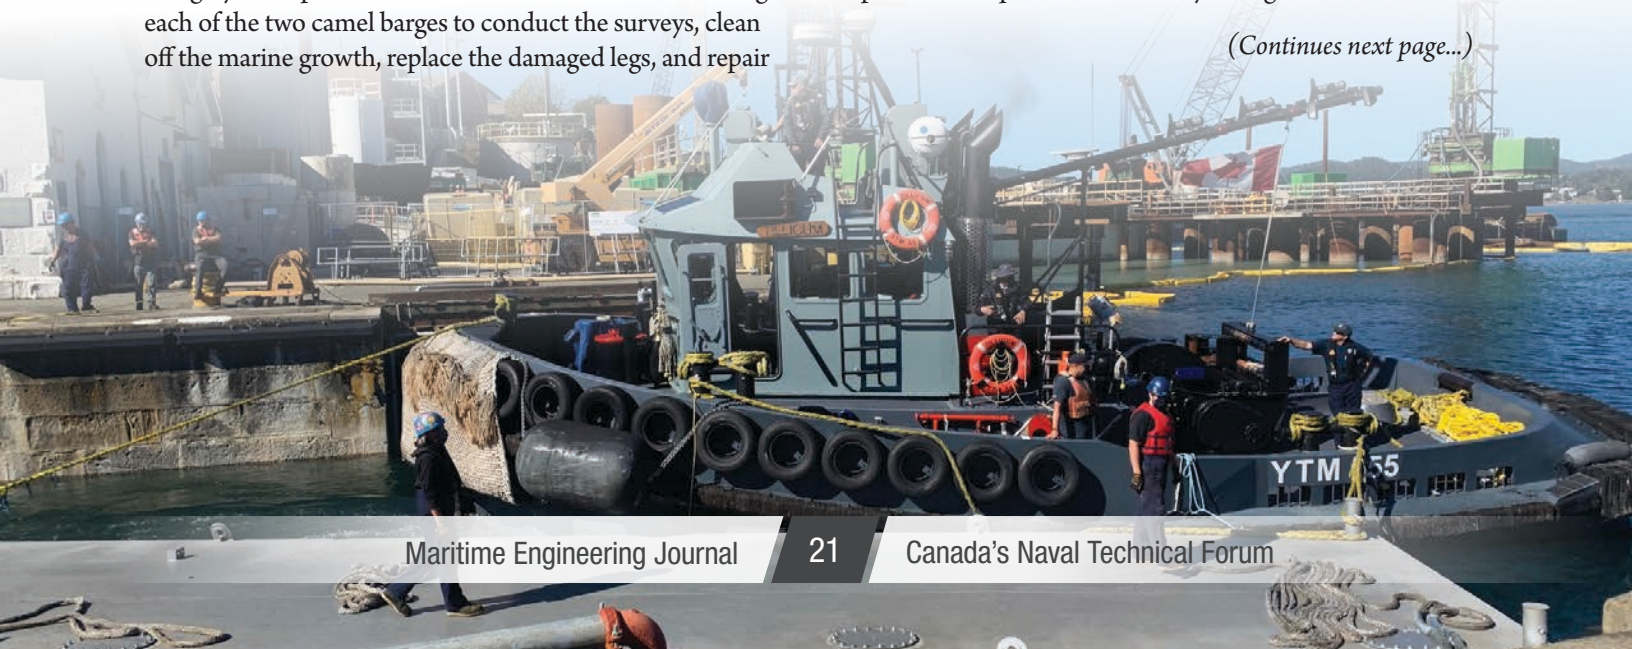 each of the two camel barges to conduct the surveys, clean
off the marine growth, replace the damaged legs, and repair
(Continues next page...)
YTM 55
Maritime Engineering Journal 21 Canada's Naval Technical Forum